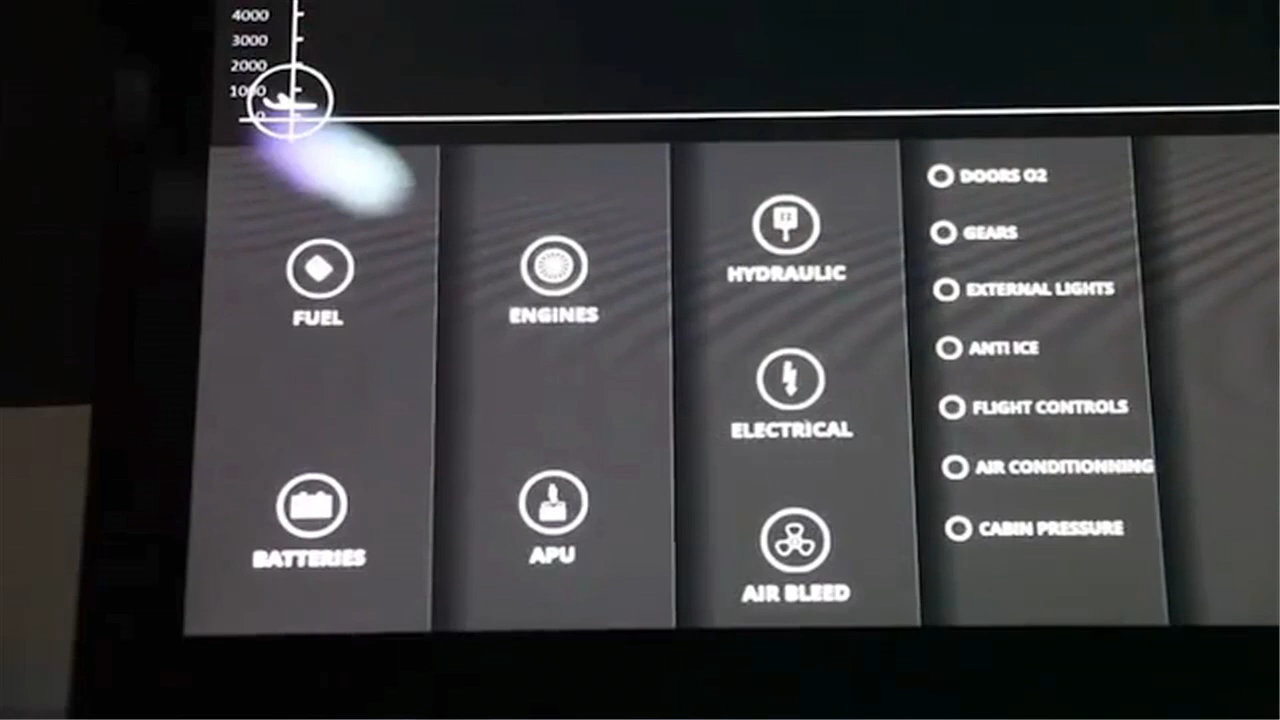 4000
3000
2000
1000
0
FUEL
BATTERIES
ENGINES
APU
HYDRAULIC
ELECTRICAL
AIR BLEED
DOORS O2
GEARS
EXTERNAL LIGHTS
ANTI ICE
FLIGHT CONTROLS
AIR CONDITIONNING
CABIN PRESSURE